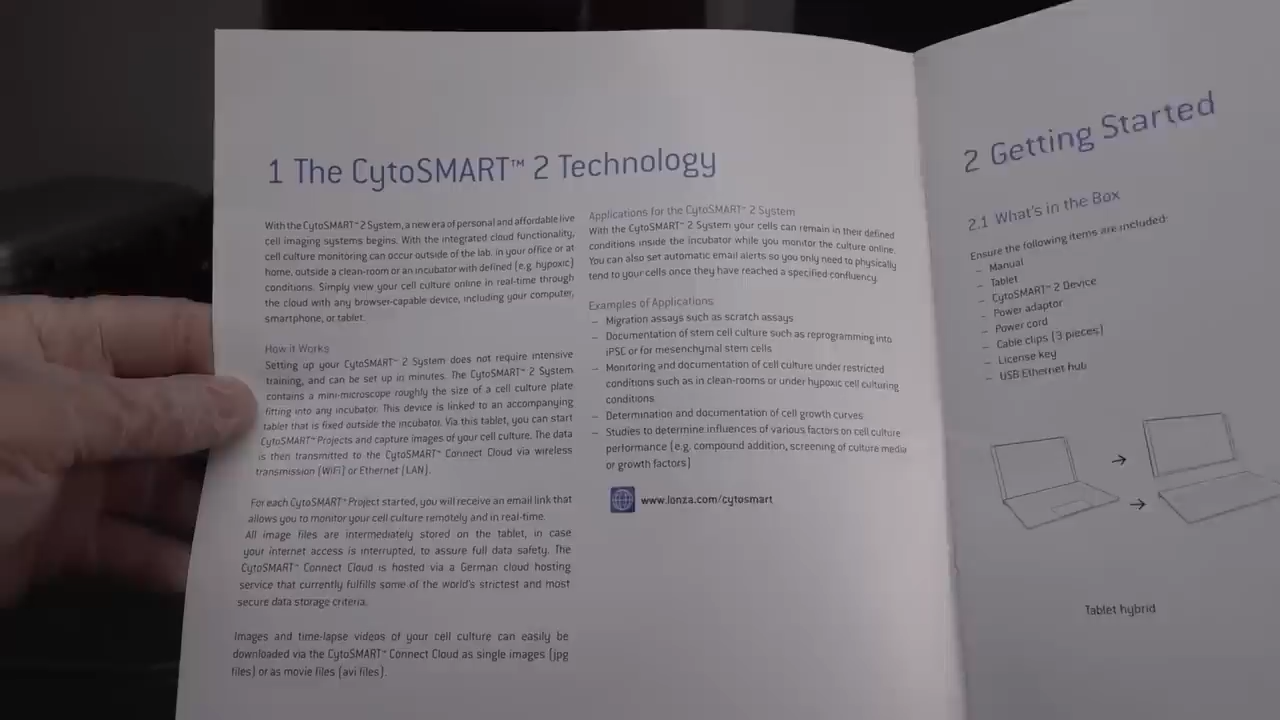 1 The CytoSMART™ 2 Technology
With the CytoSMART™ 2 System, a new era of personal and affordable live
cell imaging systems begins. With the integrated cloud functionality,
cell culture monitoring can occur outside of the lab, in your office or at
home, outside a clean-room or an incubator with defined (e.g. hypoxic)
conditions. Simply view your cell culture online in real-time through
the cloud with any browser-capable device, including your computer,
smartphone, or tablet.
How it Works
Setting up your CytoSMART™ 2 System does not require intensive
training, and can be set up in minutes. The CytoSMART™ 2 System
contains a mini-microscope roughly the size of a cell culture plate
fitting into any incubator. This device is linked to an accompanying
tablet that is fixed outside the incubator. Via this tablet, you can start
CytoSMART™ Projects and capture images of your cell culture. The data
is then transmitted to the CytoSMART™ Connect Cloud via wireless
transmission (WiFi) or Ethernet (LAN).
For each CytoSMART™ Project started, you will receive an email link that
allows you to monitor your cell culture remotely and in real-time.
All image files are intermediately stored on the tablet, in case
your internet access is interrupted, to assure full data safety. The
CytoSMART™ Connect Cloud is hosted via a German cloud hosting
service that currently fulfills some of the world's strictest and most
secure data storage criteria.
Images and time-lapse videos of your cell culture can easily be
downloaded via the CytoSMART™ Connect Cloud as single images (jpg
files) or as movie files (avi files).
Applications for the CytoSMART™ 2 System
With the CytoSMART™ 2 System your cells can remain in their defined
conditions inside the incubator while you monitor the culture online.
You can also set automatic email alerts so you only need to physically
tend to your cells once they have reached a specified confluency.
Examples of Applications
– Migration assays such as scratch assays
– Documentation of stem cell culture such as reprogramming into
iPSC or for mesenchymal stem cells
– Monitoring and documentation of cell culture under restricted
conditions such as in clean-rooms or under hypoxic cell culturing
conditions
– Determination and documentation of cell growth curves
– Studies to determine influences of various factors on cell culture
performance (e.g. compound addition, screening of culture media
or growth factors)
www.lonza.com/cytosmart
2 Getting Started
2.1 What's in the Box
Ensure the following items are included:
– Manual
– Tablet
– CytoSMART™ 2 Device
– Power adaptor
– Power cord
– Cable clips (3 pieces)
– License key
– USB Ethernet hub
Tablet hybrid